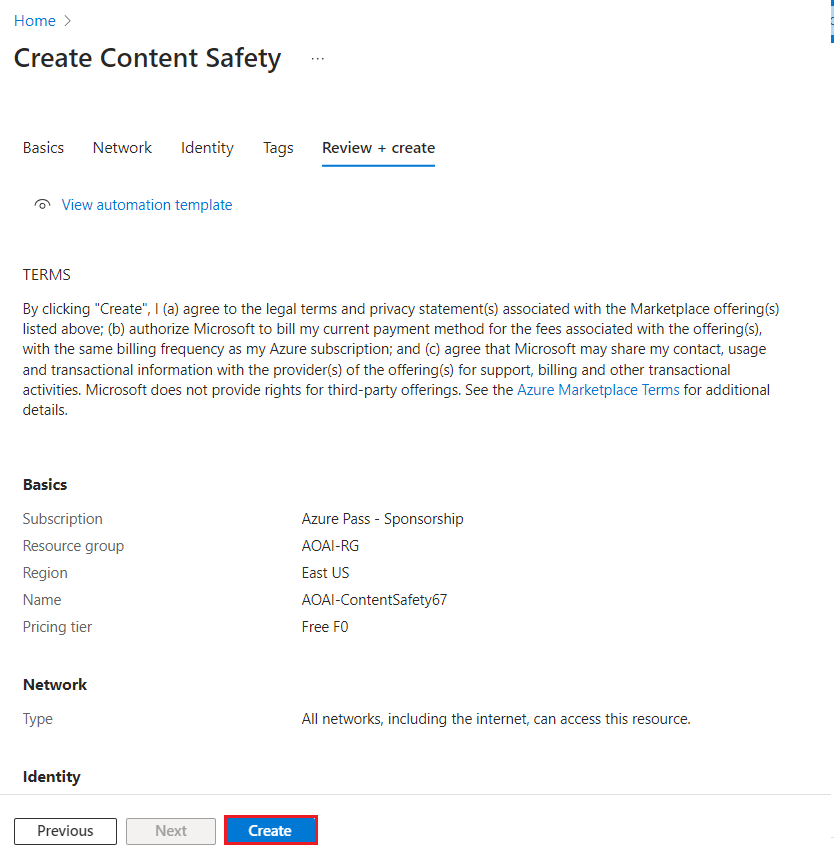 Home >
Create Content Safety ...
Basics Network Identity Tags Review + create
View automation template
TERMS
By clicking "Create", I (a) agree to the legal terms and privacy statement(s) associated with the Marketplace offering(s)
listed above; (b) authorize Microsoft to bill my current payment method for the fees associated with the offering(s),
with the same billing frequency as my Azure subscription; and (c) agree that Microsoft may share my contact, usage
and transactional information with the provider(s) of the offering(s) for support, billing and other transactional
activities. Microsoft does not provide rights for third-party offerings. See the Azure Marketplace Terms for additional
details.
Basics
Subscription Azure Pass - Sponsorship
Resource group AOAI-RG
Region East US
Name AOAI-ContentSafety67
Pricing tier Free F0
Network
Type All networks, including the internet, can access this resource.
Identity
Previous Next Create